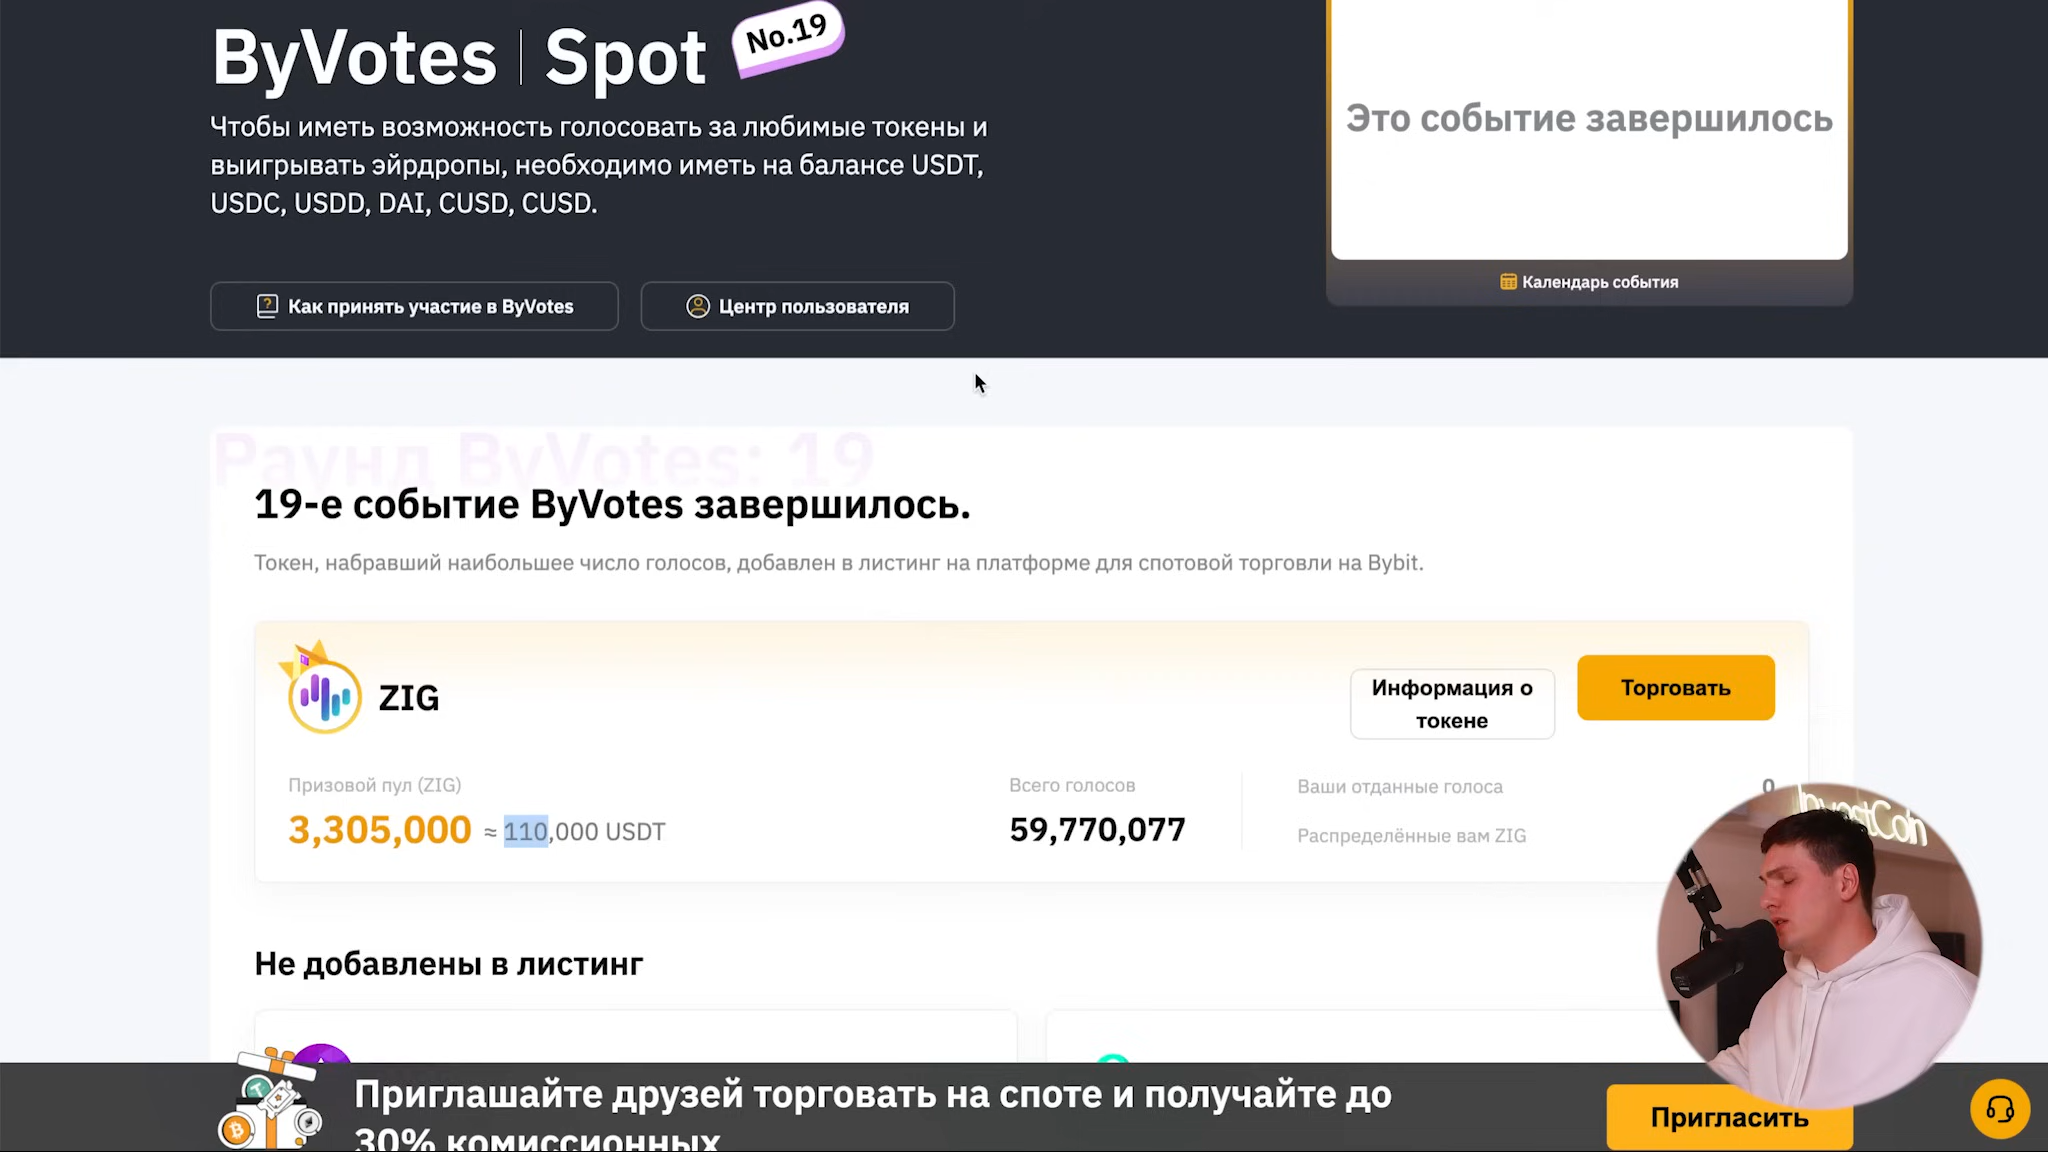 ByVotes | Spot
No.19
Чтобы иметь возможность голосовать за любимые токены и
выигрывать эйрдропы, необходимо иметь на балансе USDT,
USDC, USDD, DAI, CUSD, CUSD.
Как принять участие в ByVotes
Центр пользователя
Это событие завершилось
Календарь события
Раунд ByVotes: 19
19-е событие ByVotes завершилось.
Токен, набравший наибольшее число голосов, добавлен в листинг на платформе для спотовой торговли на Bybit.
ZIG
Информация о
токене
Торговать
Призовой пул (ZIG)
3,305,000 ≈ 110,000 USDT
Всего голосов
59,770,077
Ваши отданные голоса
0
Распределённые вам ZIG
InvestCoin
Не добавлены в листинг
Приглашайте друзей торговать на споте и получайте до
30% комиссионных
Пригласить